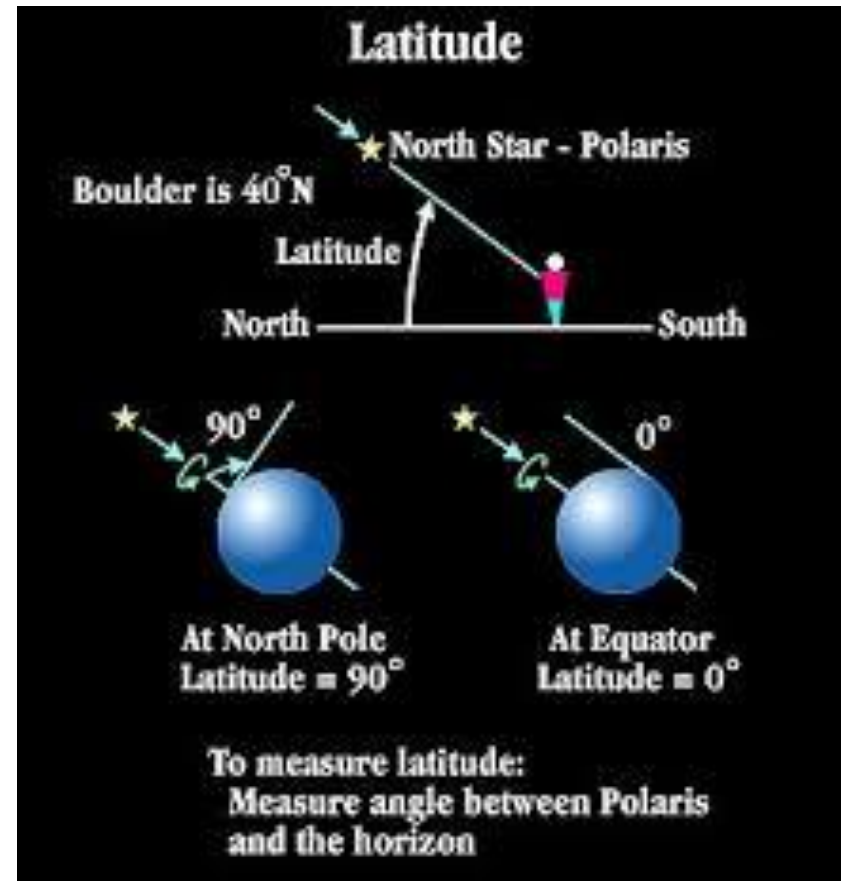 Latitude
North Star - Polaris
Boulder is 40°N
Latitude
North
South
90°
0°
At North Pole
Latitude = 90°
At Equator
Latitude = 0°
To measure latitude:
Measure angle between Polaris
and the horizon